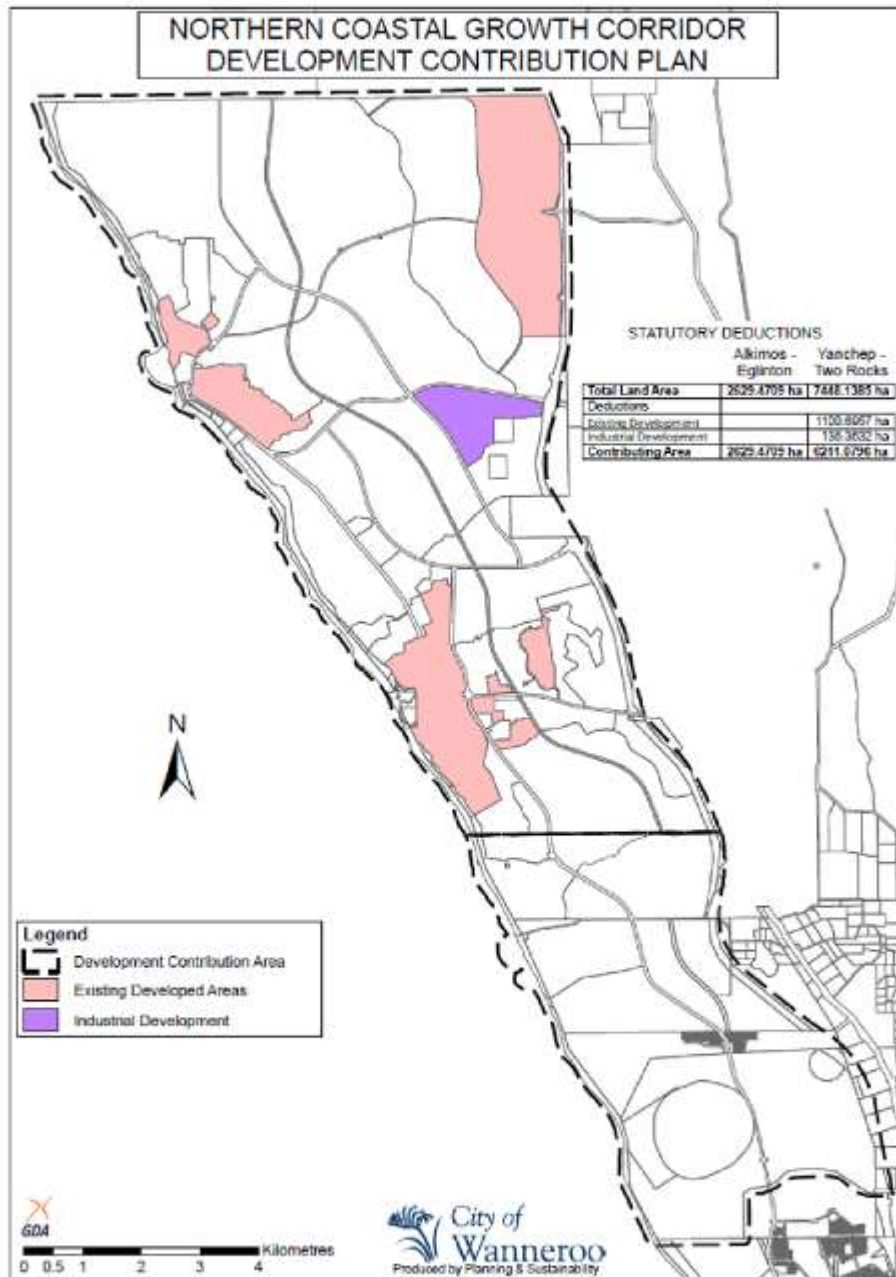 NORTHERN COASTAL GROWTH CORRIDOR
DEVELOPMENT CONTRIBUTION PLAN
STATUTORY DEDUCTIONS
Alkimos - Eglinton Yanchep - Two Rocks
Total Land Area 2629.4709 ha 7448.1385 ha
Deductions
Existing Development 1100.6957 ha
Industrial Development 136.3632 ha
Contributing Area 2629.4709 ha 6211.0796 ha
N
Legend
Development Contribution Area
Existing Developed Areas
Industrial Development
GDA
Kilometres
0 0.5 1 2 3 4
City of
Wanneroo
Produced by Planning & Sustainability